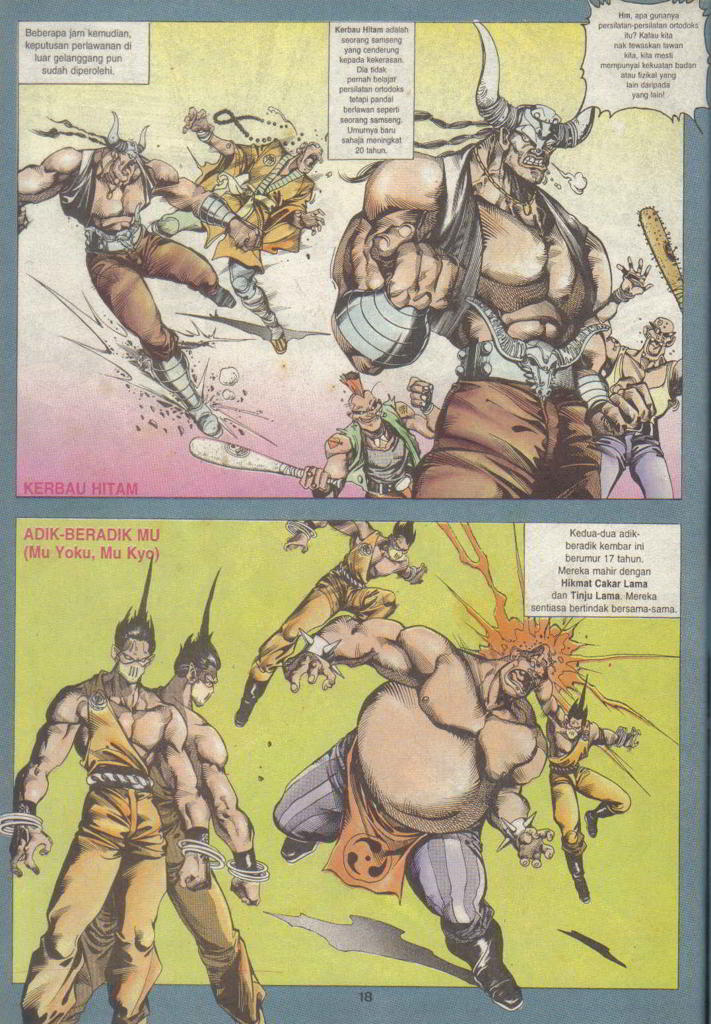 Beberapa jam kemudian,
keputusan perlawanan di
luar gelanggang pun
sudah diperolehi.
Kerbau Hitam adalah
seorang samseng
yang cenderung
kepada kekerasan.
Dia tidak
pernah belajar
persilatan ortodoks
tetapi pandai
berlawan seperti
seorang samseng.
Umurnya baru
sahaja meningkat
20 tahun.
Hm, apa gunanya
persilatan-persilatan ortodoks
itu? Kalau kita
nak tewaskan lawan
kita, kita mesti
mempunyai kekuatan badan
atau fizikal yang
lain daripada
yang lain!
KERBAU HITAM
ADIK-BERADIK MU
(Mu Yoku, Mu Kyo)
Kedua-dua adik-
beradik kembar ini
berumur 17 tahun.
Mereka mahir dengan
Hikmat Cakar Lama
dan Tinju Lama. Mereka
sentiasa bertindak bersama-sama.
18